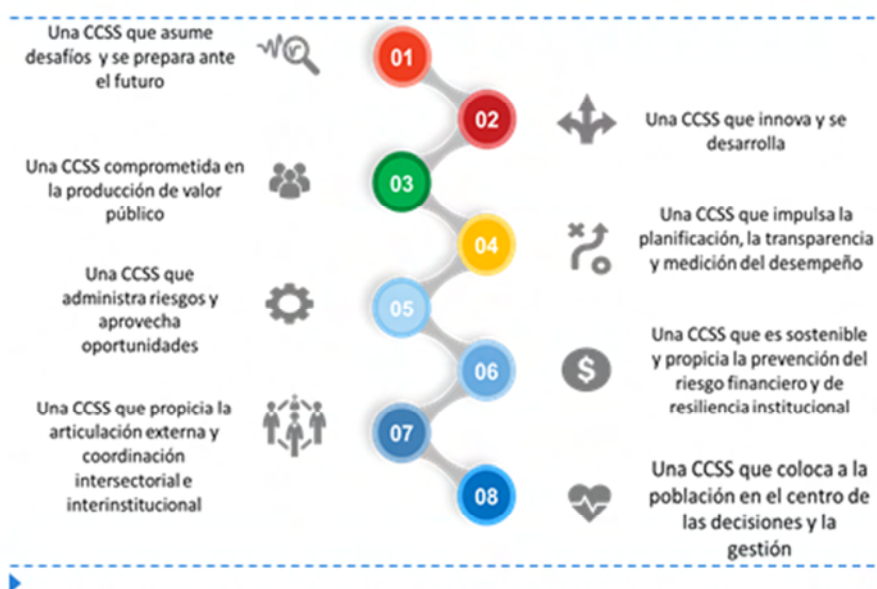 Una CCSS que asume
desafíos y se prepara ante
el futuro
01
02
Una CCSS que innova y se
desarrolla
Una CCSS comprometida en
la producción de valor
público
03
04
Una CCSS que impulsa la
planificación, la transparencia
y medición del desempeño
Una CCSS que
administra riesgos y
aprovecha
oportunidades
05
06
Una CCSS que es sostenible
y propicia la prevención del
riesgo financiero y de
resiliencia institucional
Una CCSS que propicia la
articulación externa y
coordinación
intersectorial e
interinstitucional
07
08
Una CCSS que coloca a la
población en el centro de
las decisiones y la
gestión
$